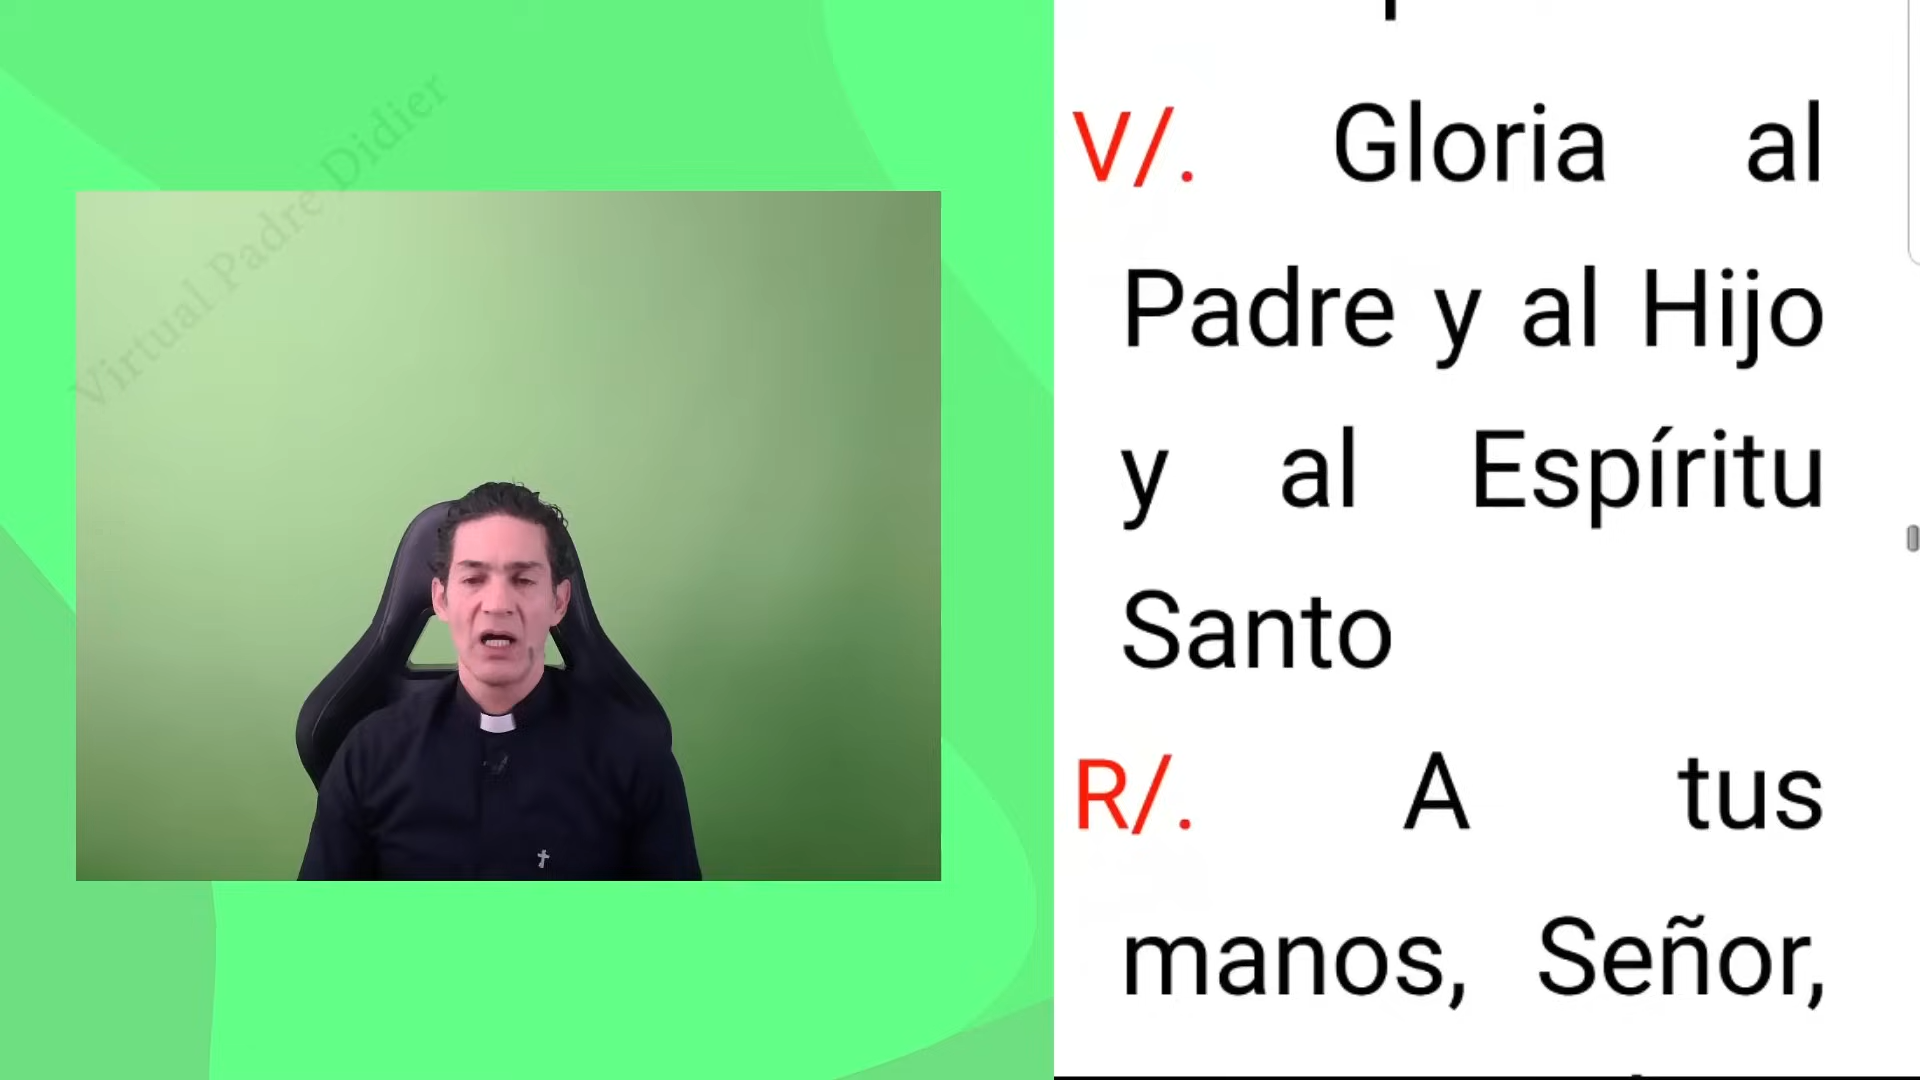 Virtual Padre Didier
V/. Gloria al
Padre y al Hijo
y al Espíritu
Santo
R/. A tus
manos, Señor,